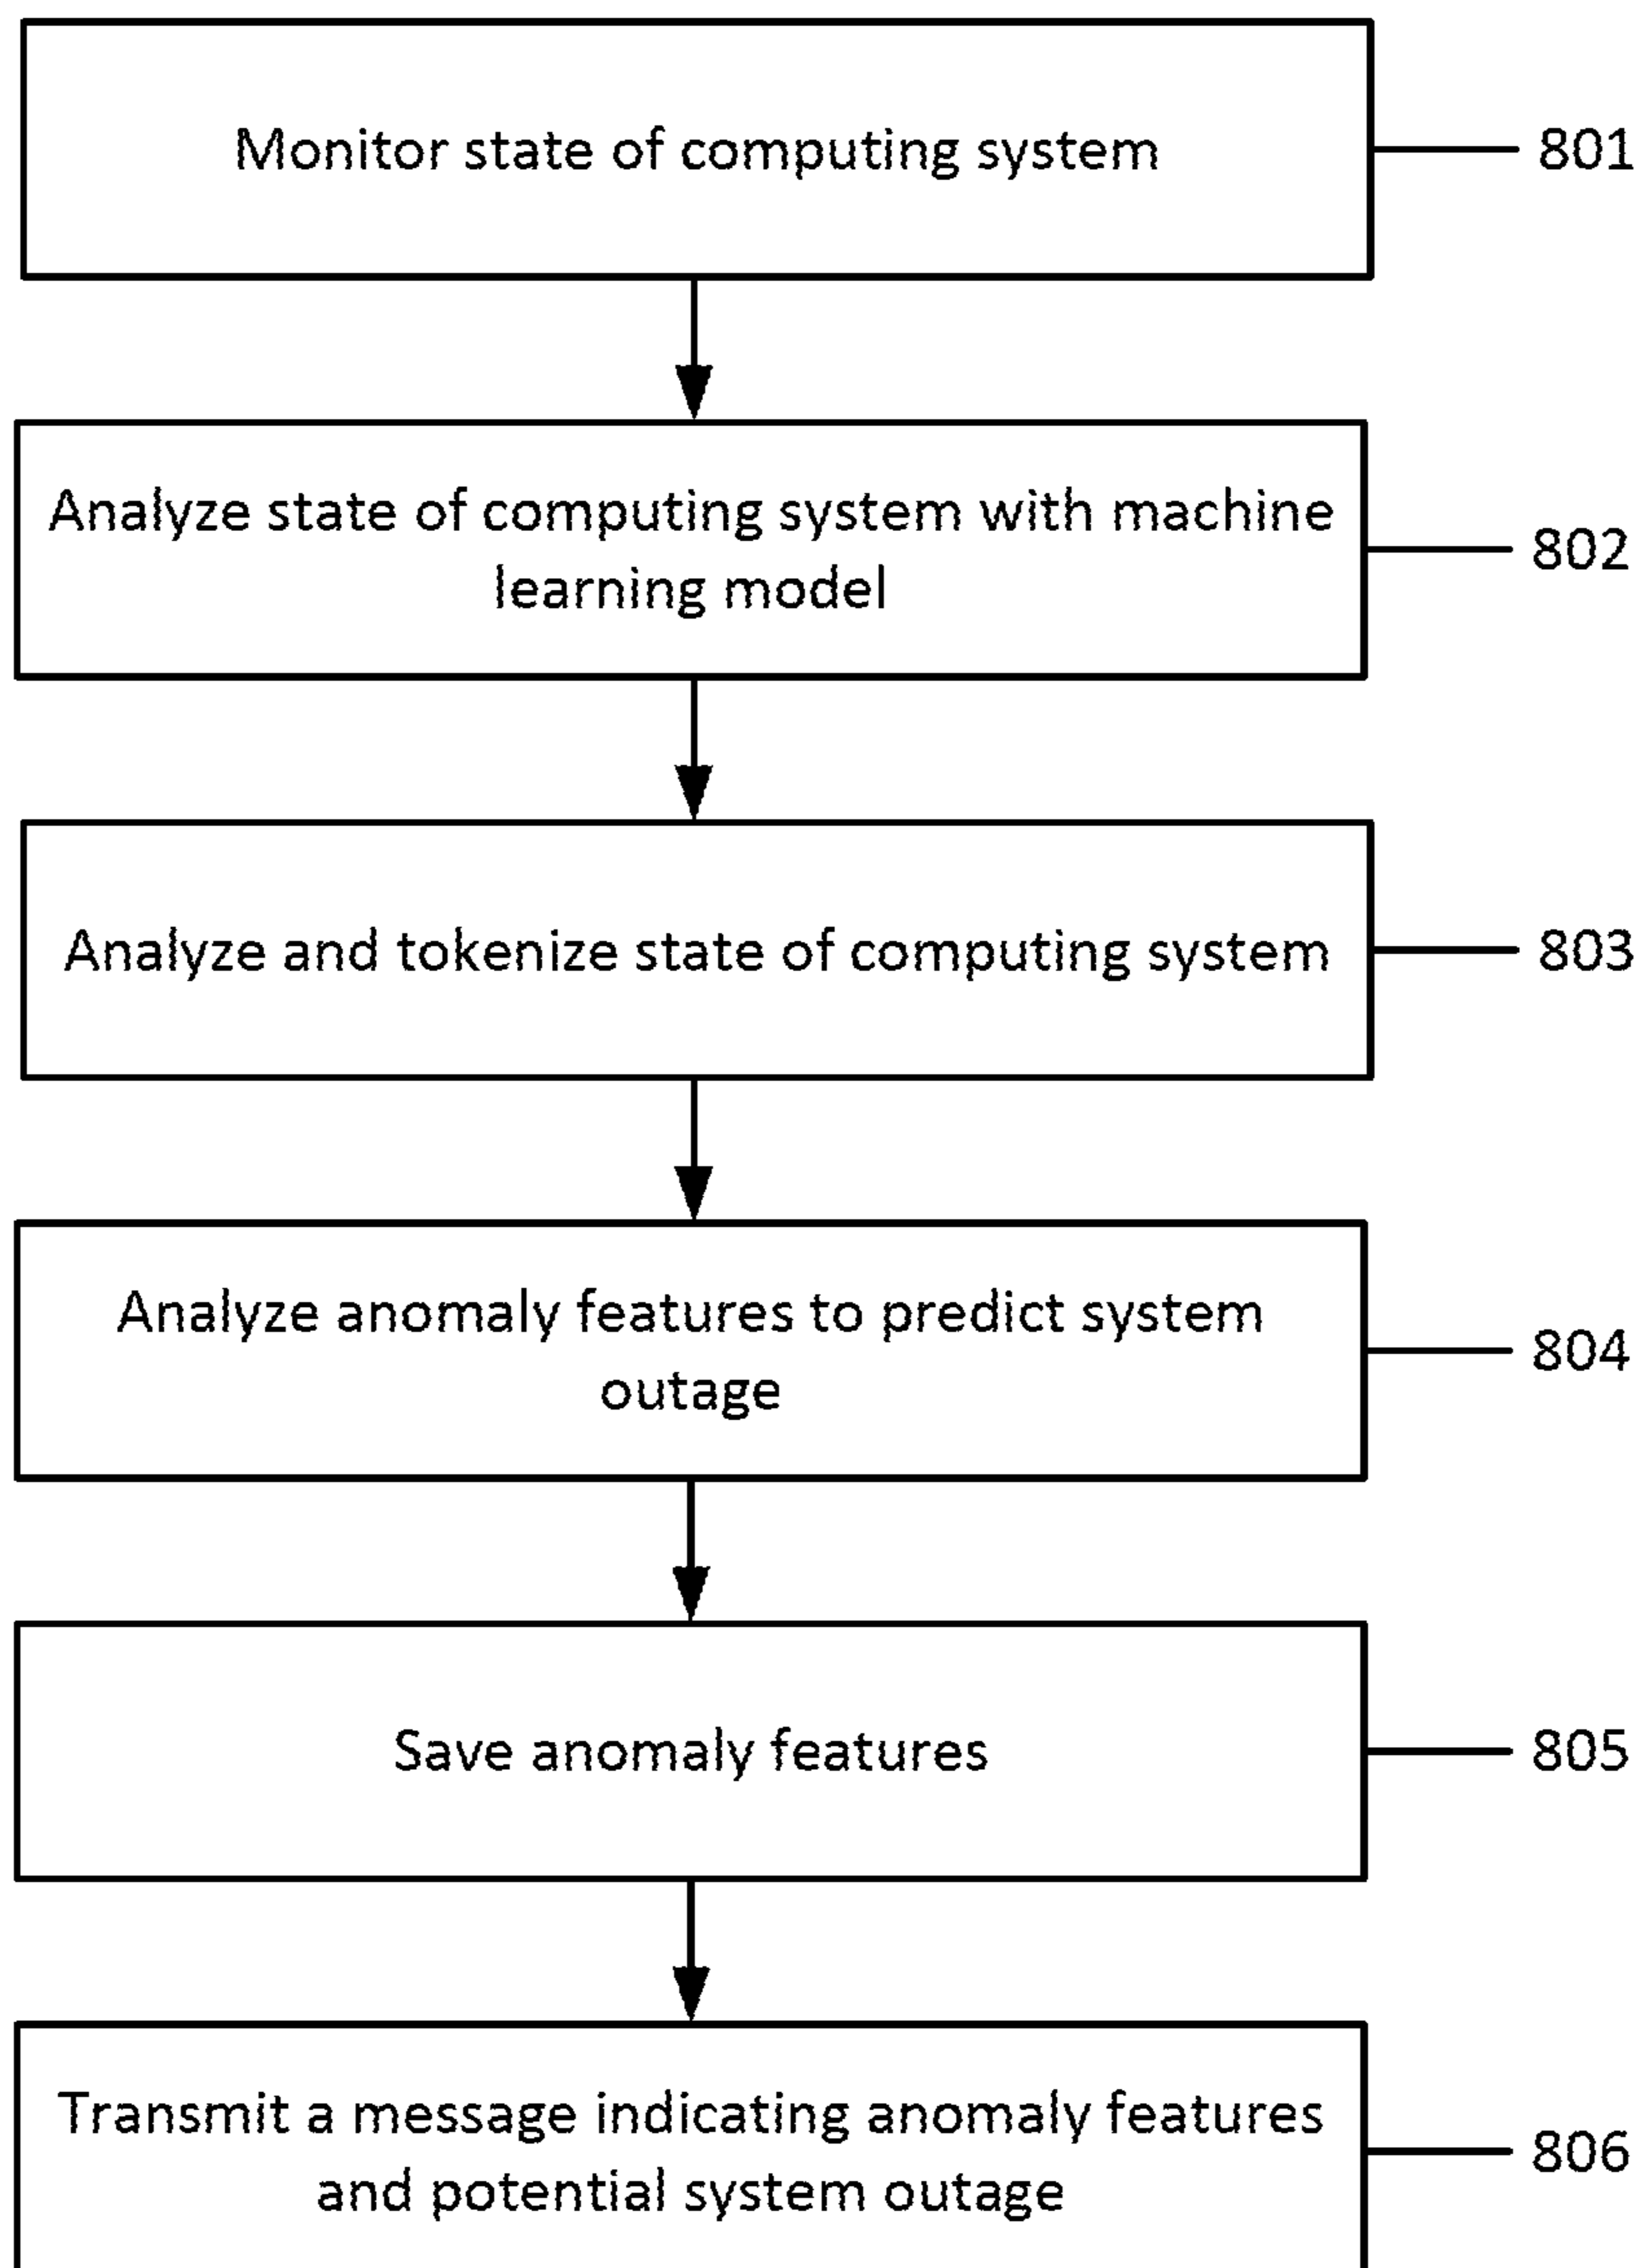 Monitor state of computing system
801
Analyze state of computing system with machine
learning model
802
Analyze and tokenize state of computing system
803
Analyze anomaly features to predict system
outage
804
Save anomaly features
805
Transmit a message indicating anomaly features
and potential system outage
806